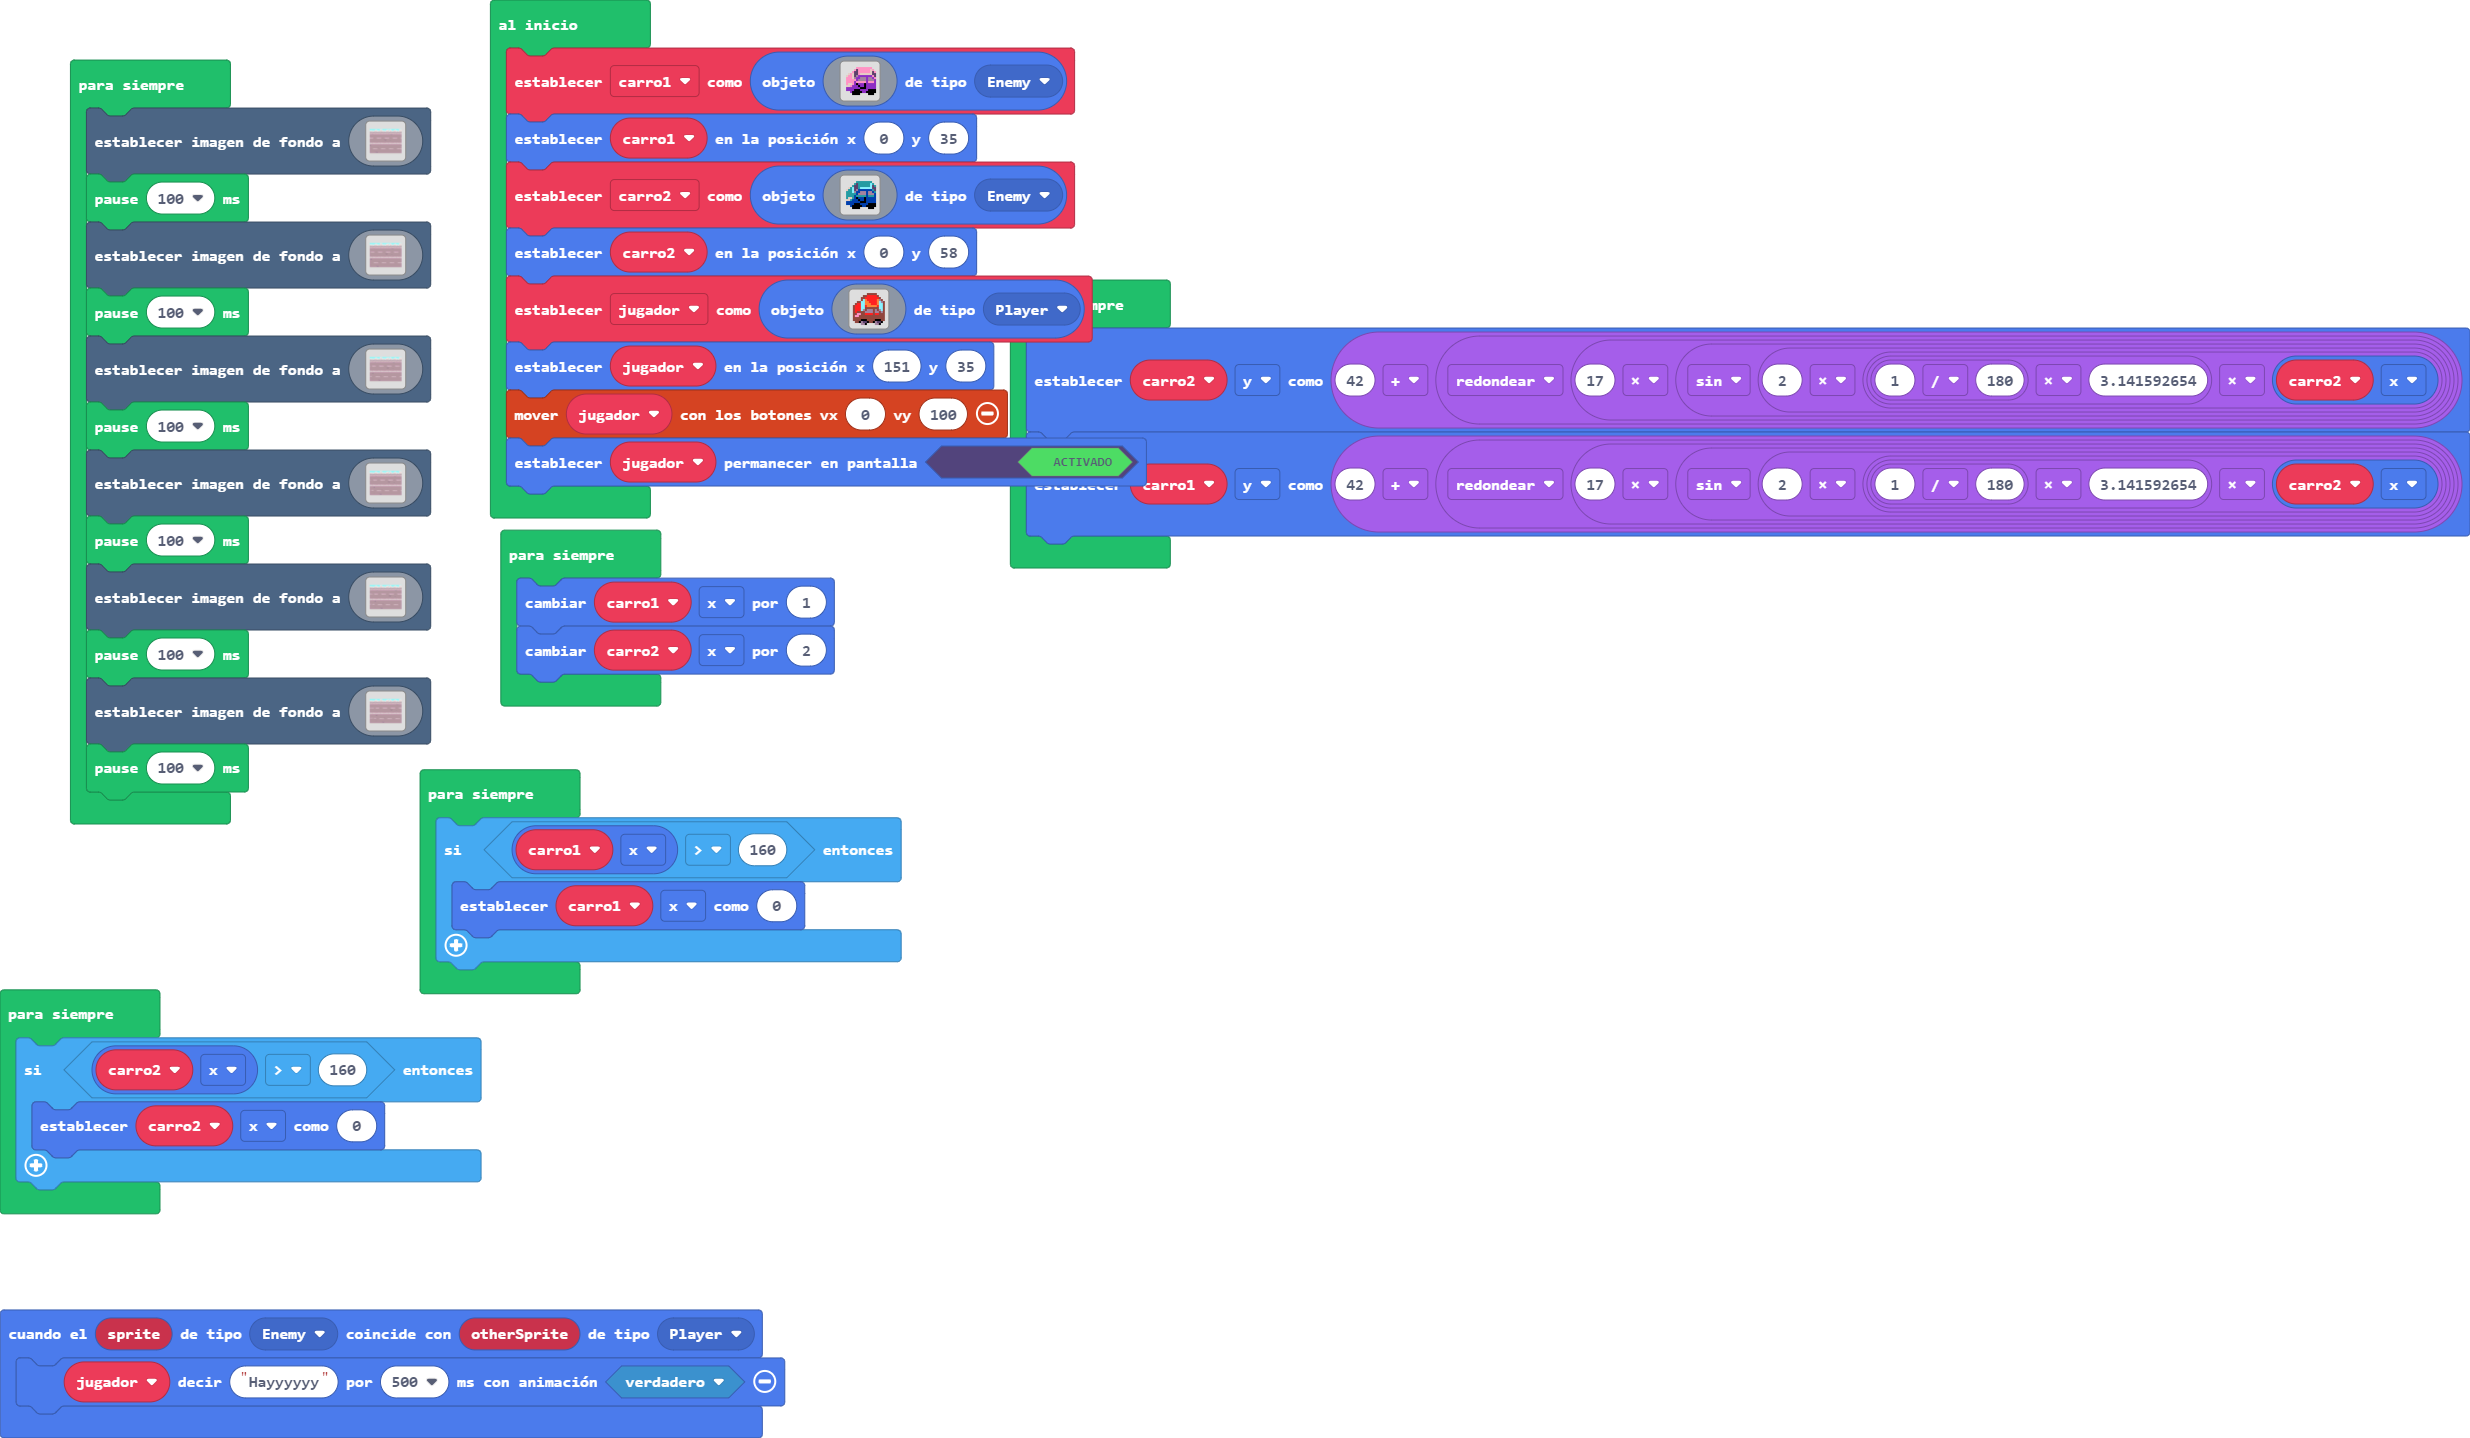 para siempre
establecer imagen de fondo a
pause 100 ms
establecer imagen de fondo a
pause 100 ms
establecer imagen de fondo a
pause 100 ms
establecer imagen de fondo a
pause 100 ms
establecer imagen de fondo a
pause 100 ms
establecer imagen de fondo a
pause 100 ms
al inicio
establecer carro1 como objeto de tipo Enemy
establecer carro1 en la posición x 0 y 35
establecer carro2 como objeto de tipo Enemy
establecer carro2 en la posición x 0 y 58
establecer jugador como objeto de tipo Player
establecer jugador en la posición x 151 y 35
mover jugador con los botones vx 0 vy 100
establecer jugador permanecer en pantalla ACTIVADO
mpre
establecer carro2 y como 42 + redondear 17 × sin 2 × 1 / 180 × 3.141592654 × carro2 x
establecer carro1 y como 42 + redondear 17 × sin 2 × 1 / 180 × 3.141592654 × carro2 x
para siempre
cambiar carro1 x por 1
cambiar carro2 x por 2
para siempre
si carro1 x > 160 entonces
establecer carro1 x como 0
para siempre
si carro2 x > 160 entonces
establecer carro2 x como 0
cuando el sprite de tipo Enemy coincide con otherSprite de tipo Player
jugador decir "Hayyyyyy" por 500 ms con animación verdadero